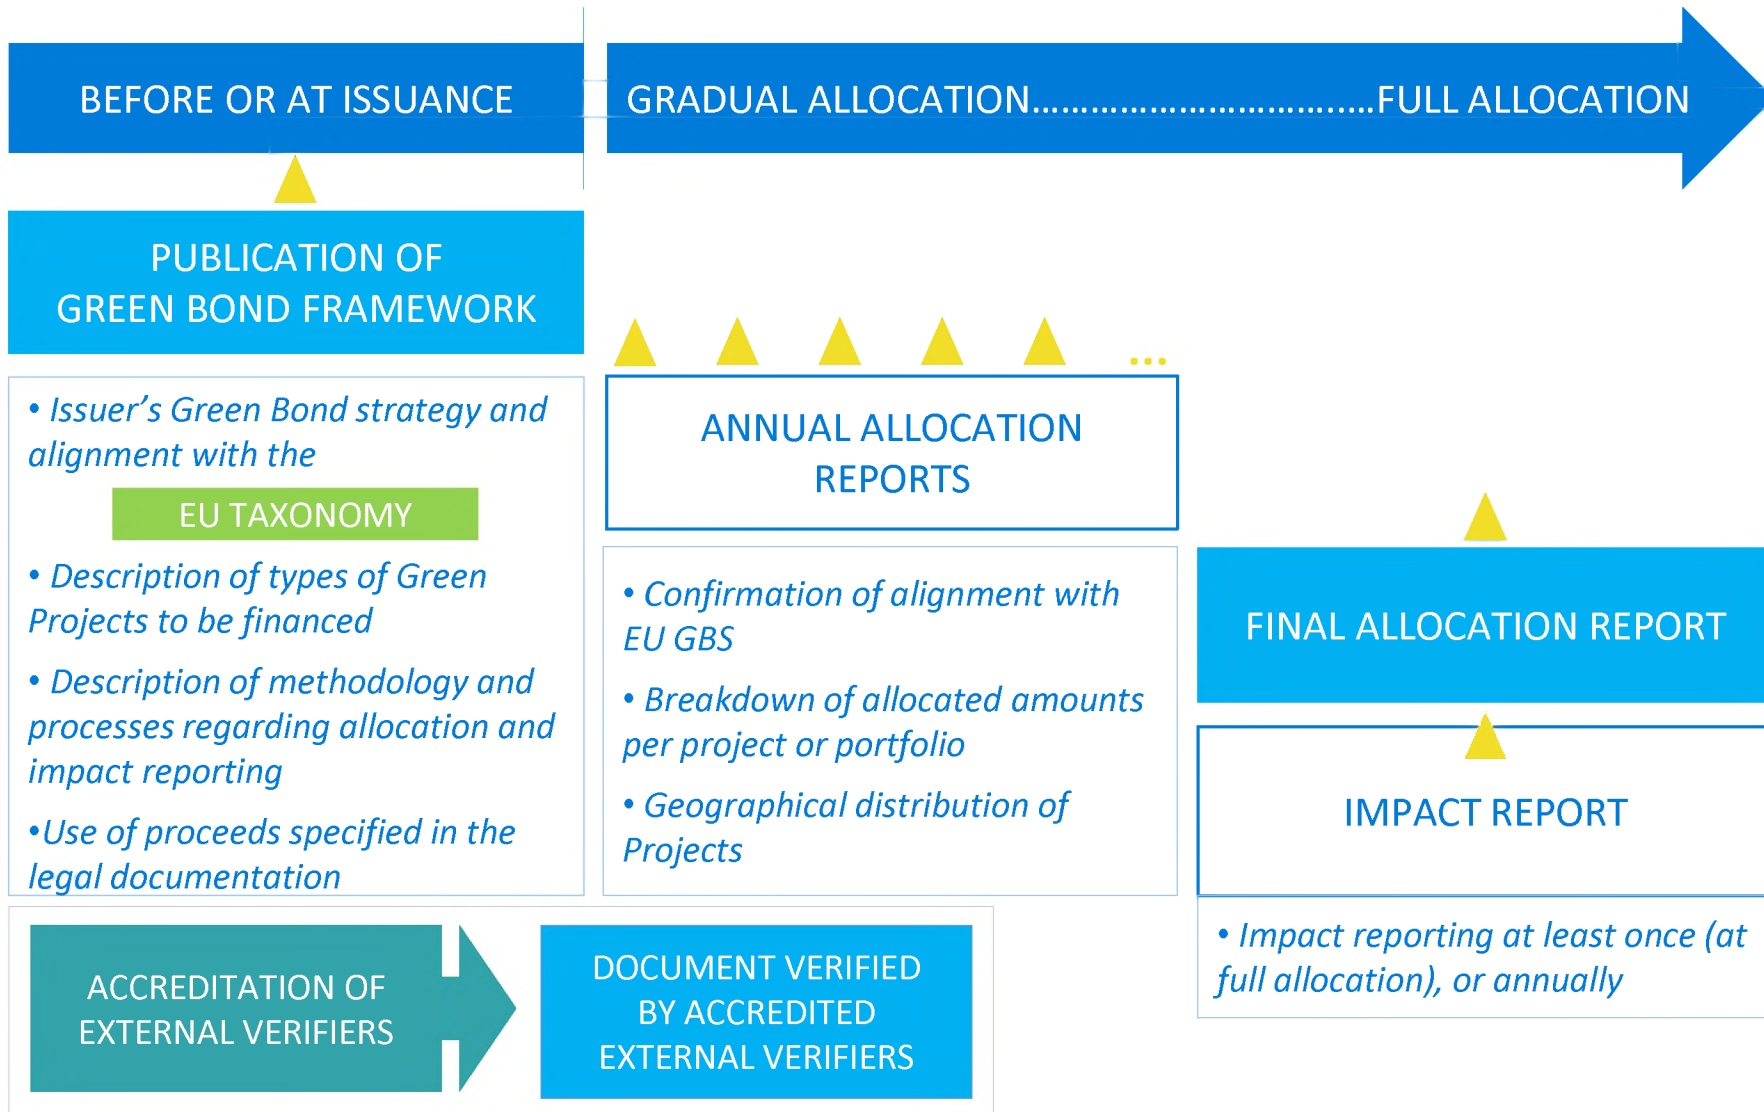 BEFORE OR AT ISSUANCE
GRADUAL ALLOCATION……………………………....FULL ALLOCATION
PUBLICATION OF
GREEN BOND FRAMEWORK
• Issuer’s Green Bond strategy and
alignment with the
EU TAXONOMY
• Description of types of Green
Projects to be financed
• Description of methodology and
processes regarding allocation and
impact reporting
•Use of proceeds specified in the
legal documentation
...
ANNUAL ALLOCATION
REPORTS
• Confirmation of alignment with
EU GBS
• Breakdown of allocated amounts
per project or portfolio
• Geographical distribution of
Projects
FINAL ALLOCATION REPORT
IMPACT REPORT
• Impact reporting at least once (at
full allocation), or annually
ACCREDITATION OF
EXTERNAL VERIFIERS
DOCUMENT VERIFIED
BY ACCREDITED
EXTERNAL VERIFIERS